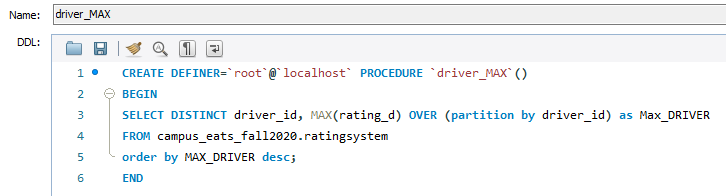 Name: driver_MAX
DDL:
1 CREATE DEFINER=`root`@`localhost` PROCEDURE `driver_MAX`()
2 BEGIN
3 SELECT DISTINCT driver_id, MAX(rating_d) OVER (partition by driver_id) as Max_DRIVER
4 FROM campus_eats_fall2020.ratingsystem
5 order by MAX_DRIVER desc;
6 END